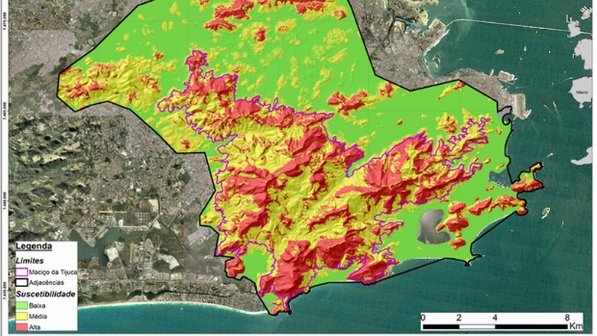 Legenda
Limites
Maciço da Tijuca
Adjacências
Suscetibilidade
Baixa
Média
Alta
0 2 4 8
Km